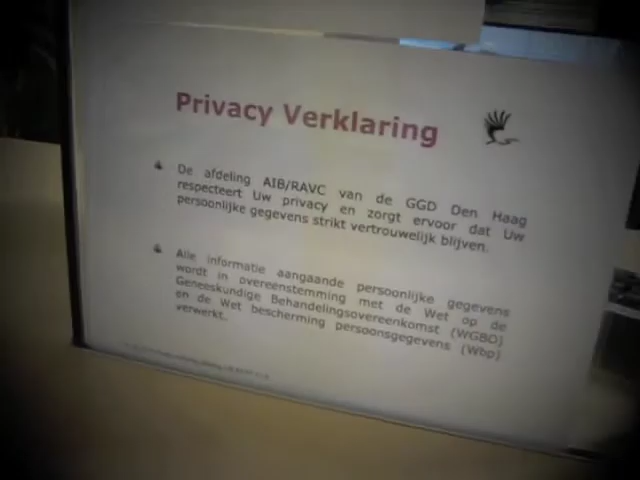 Privacy Verklaring
De afdeling AIB/RAVC van de GGD Den Haag
respecteert Uw privacy en zorgt ervoor dat Uw
persoonlijke gegevens strikt vertrouwelijk blijven.
Alle informatie aangaande persoonlijke gegevens
wordt in overeenstemming met de Wet op de
Geneeskundige Behandelingsovereenkomst (WGBO)
en de Wet bescherming persoonsgegevens (Wbp)
verwerkt.